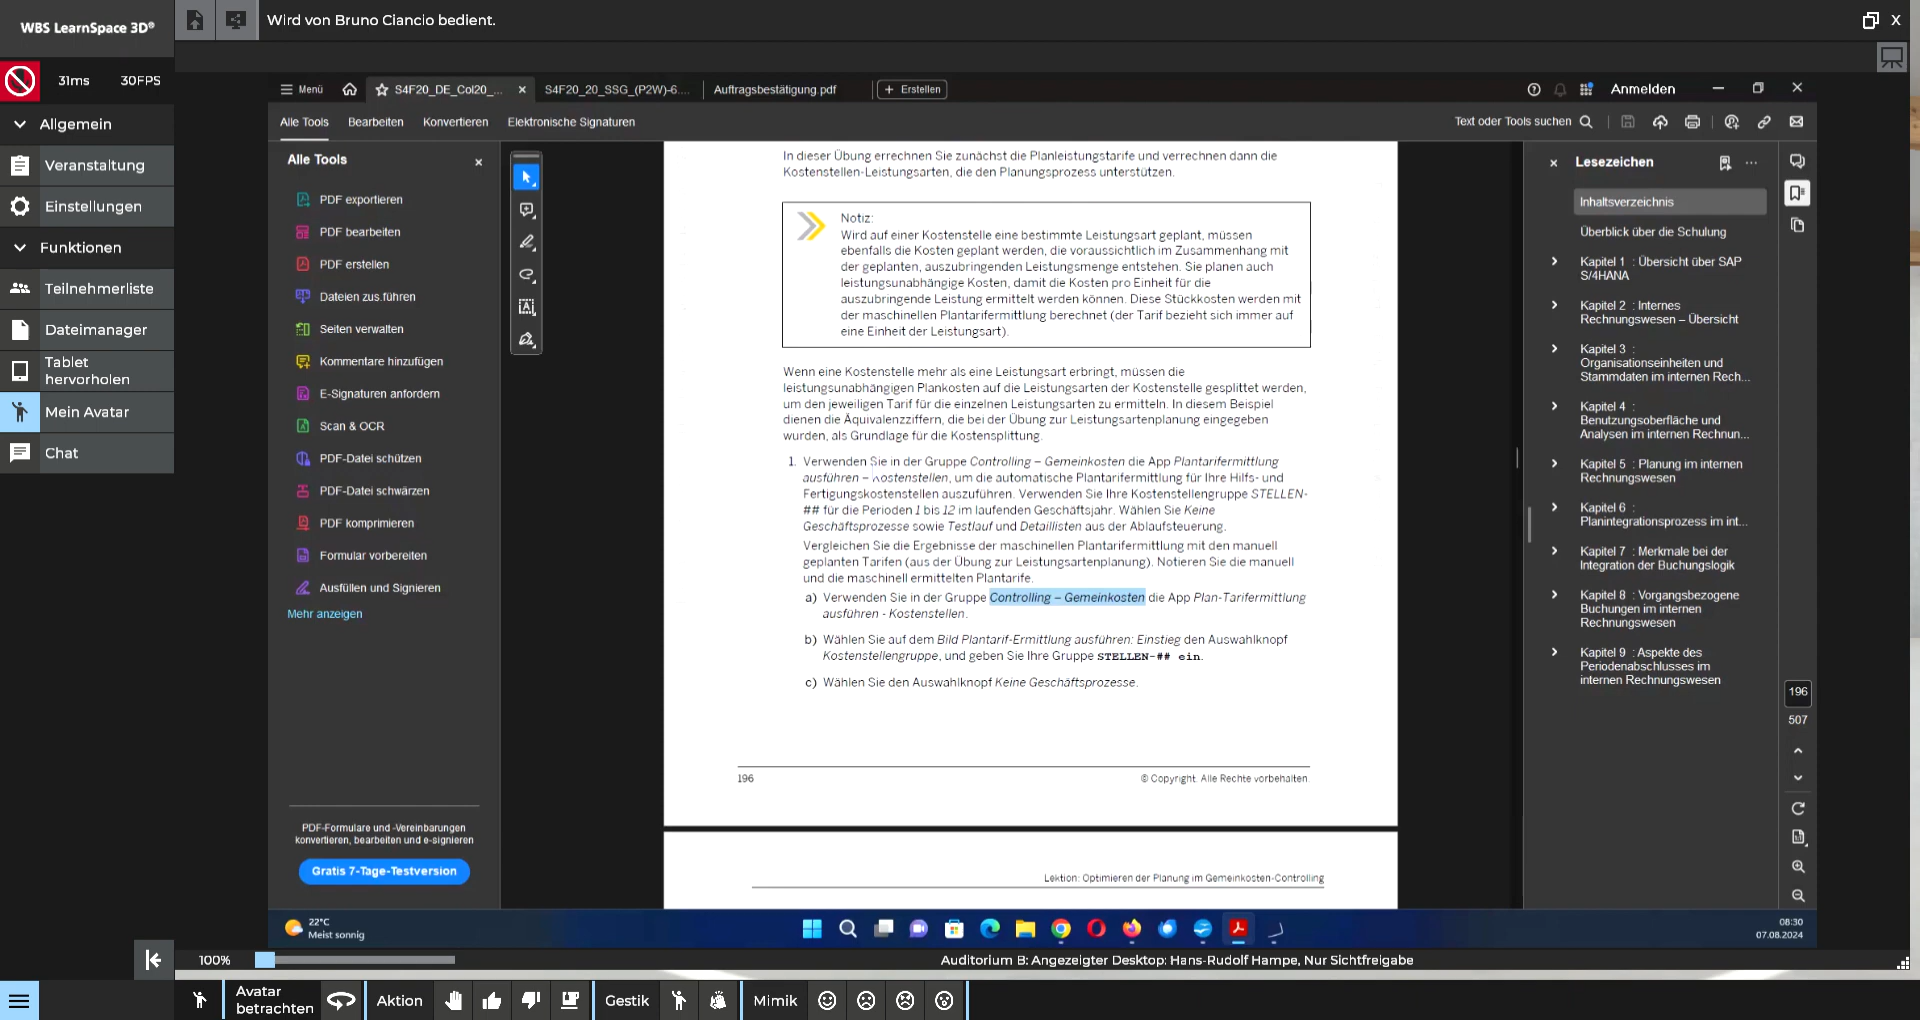 WBS LearnSpace 3D®
Wird von Bruno Ciancio bedient.
X
31ms 30FPS
Allgemein
Veranstaltung
Einstellungen
Funktionen
Teilnehmerliste
Dateimanager
Tablet
hervorholen
Mein Avatar
Chat
Menü
S4F20_DE_Col20_...
S4F20_20_SSG_(P2W)-6...
Auftragsbestätigung.pdf
+ Erstellen
Anmelden
Alle Tools Bearbeiten Konvertieren Elektronische Signaturen
Text oder Tools suchen
Alle Tools
PDF exportieren
PDF bearbeiten
PDF erstellen
Dateien zus.führen
Seiten verwalten
Kommentare hinzufügen
E-Signaturen anfordern
Scan & OCR
PDF-Datei schützen
PDF-Datei schwärzen
PDF komprimieren
Formular vorbereiten
Ausfüllen und Signieren
Mehr anzeigen
PDF-Formulare und -Vereinbarungen
konvertieren, bearbeiten und e-signieren
Gratis 7-Tage-Testversion
In dieser Übung errechnen Sie zunächst die Planleistungstarife und verrechnen dann die
Kostenstellen-Leistungsarten, die den Planungsprozess unterstützen.
Notiz:
Wird auf einer Kostenstelle eine bestimmte Leistungsart geplant, müssen
ebenfalls die Kosten geplant werden, die voraussichtlich im Zusammenhang mit
der geplanten, auszubringenden Leistungsmenge entstehen. Sie planen auch
leistungsunabhängige Kosten, damit die Kosten pro Einheit für die
auszubringende Leistung ermittelt werden können. Diese Stückkosten werden mit
der maschinellen Plantarifermittlung berechnet (der Tarif bezieht sich immer auf
eine Einheit der Leistungsart).
Wenn eine Kostenstelle mehr als eine Leistungsart erbringt, müssen die
leistungsunabhängigen Plankosten auf die Leistungsarten der Kostenstelle gesplittet werden,
um den jeweiligen Tarif für die einzelnen Leistungsarten zu ermitteln. In diesem Beispiel
dienen die Äquivalenzziffern, die bei der Übung zur Leistungsartenplanung eingegeben
wurden, als Grundlage für die Kostensplittung.
1. Verwenden Sie in der Gruppe Controlling – Gemeinkosten die App Plantarifermittlung
ausführen – Kostenstellen, um die automatische Plantarifermittlung für Ihre Hilfs- und
Fertigungskostenstellen auszuführen. Verwenden Sie Ihre Kostenstellengruppe STELLEN-
## für die Perioden 1 bis 12 im laufenden Geschäftsjahr. Wählen Sie Keine
Geschäftsprozesse sowie Testlauf und Detaillisten aus der Ablaufsteuerung.
Vergleichen Sie die Ergebnisse der maschinellen Plantarifermittlung mit den manuell
geplanten Tarifen (aus der Übung zur Leistungsartenplanung). Notieren Sie die manuell
und die maschinell ermittelten Plantarife.
a) Verwenden Sie in der Gruppe Controlling – Gemeinkosten die App Plan-Tarifermittlung
ausführen - Kostenstellen.
b) Wählen Sie auf dem Bild Plantarif-Ermittlung ausführen: Einstieg den Auswahlknopf
Kostenstellengruppe, und geben Sie Ihre Gruppe STELLEN-## ein.
c) Wählen Sie den Auswahlknopf Keine Geschäftsprozesse.
196
© Copyright. Alle Rechte vorbehalten.
Lektion: Optimieren der Planung im Gemeinkosten-Controlling
Lesezeichen
Inhaltsverzeichnis
Überblick über die Schulung
Kapitel 1 : Übersicht über SAP
S/4HANA
Kapitel 2 : Internes
Rechnungswesen – Übersicht
Kapitel 3 :
Organisationseinheiten und
Stammdaten im internen Rech...
Kapitel 4 :
Benutzungsoberfläche und
Analysen im internen Rechnun...
Kapitel 5 : Planung im internen
Rechnungswesen
Kapitel 6 :
Planintegrationsprozess im int...
Kapitel 7 : Merkmale bei der
Integration der Buchungslogik
Kapitel 8 : Vorgangsbezogene
Buchungen im internen
Rechnungswesen
Kapitel 9 : Aspekte des
Periodenabschlusses im
internen Rechnungswesen
196
507
22°C
Meist sonnig
08:30
07.08.2024
100%
Auditorium B: Angezeigter Desktop: Hans-Rudolf Hampe, Nur Sichtfreigabe
Avatar
betrachten
Aktion
Gestik
Mimik